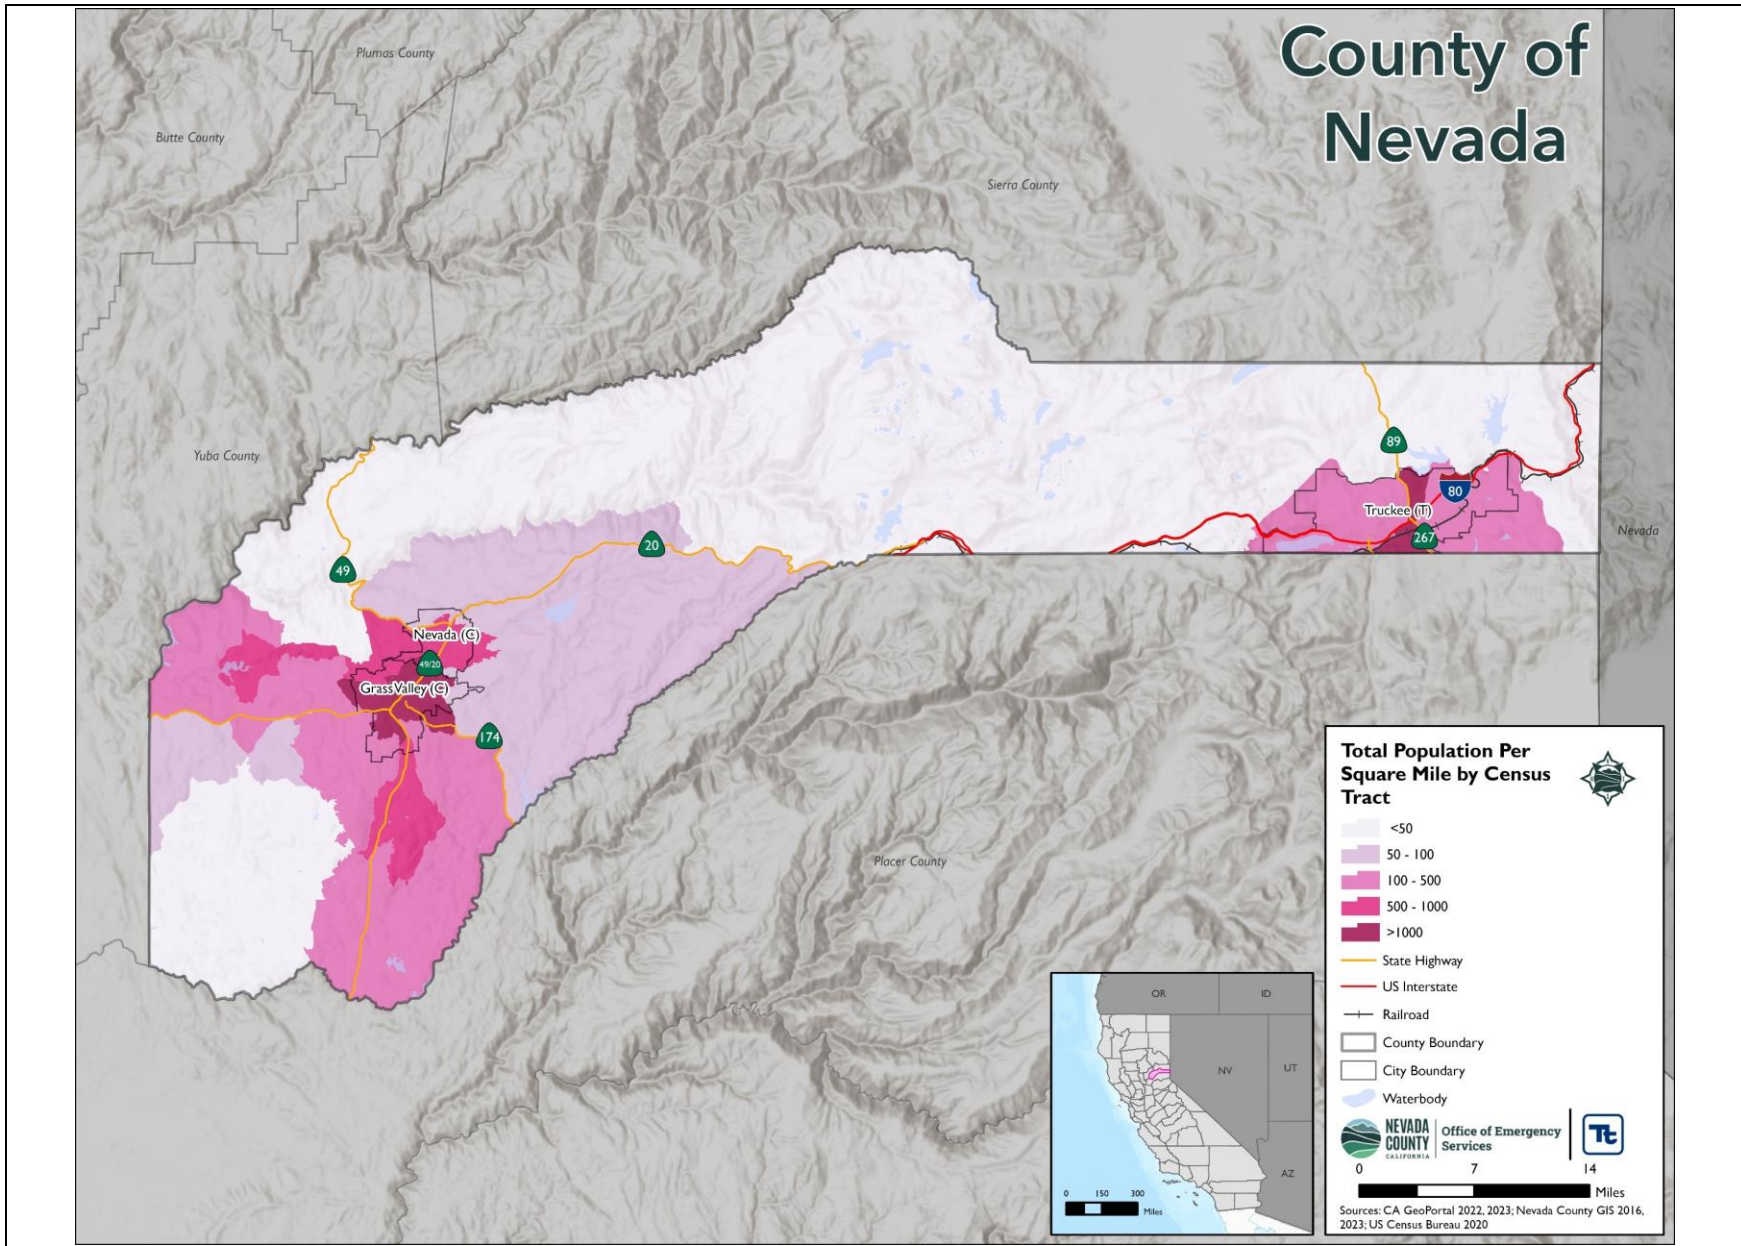 County of
Nevada
Plumas County
Butte County
Sierra County
Yuba County
Nevada
Placer County
49
20
89
80
Truckee (T)
267
Nevada (C)
49/20
Grass Valley (C)
174
Total Population Per
Square Mile by Census
Tract
<50
50 - 100
100 - 500
500 - 1000
>1000
State Highway
US Interstate
Railroad
County Boundary
City Boundary
Waterbody
NEVADA
COUNTY
CALIFORNIA
Office of Emergency
Services
Tt
0 7 14
Miles
Sources: CA GeoPortal 2022, 2023; Nevada County GIS 2016,
2023; US Census Bureau 2020
OR
ID
NV
UT
AZ
0 150 300
Miles